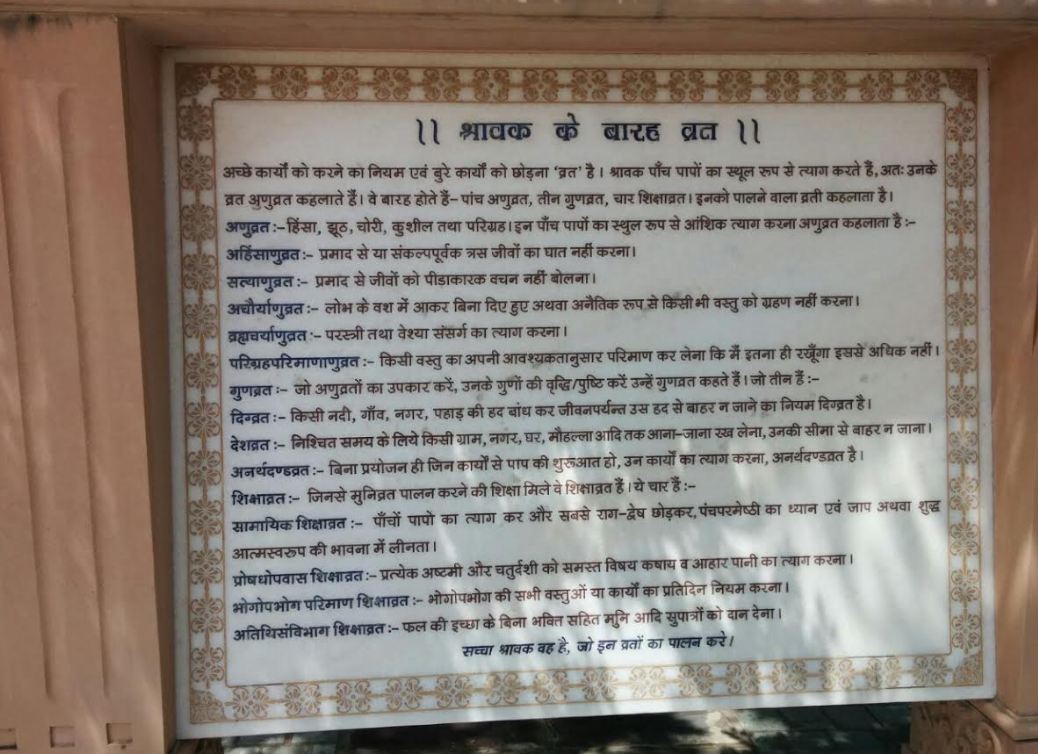 ।। श्रावक के बारह व्रत ।।
अच्छे कार्यों को करने का नियम एवं बुरे कार्यों को छोड़ना ‘व्रत’ है । श्रावक पाँच पापों का स्थूल रूप से त्याग करते हैं, अतः उनके
व्रत अुणुव्रत कहलाते हैं। वे बारह होते हैं– पांच अणुव्रत, तीन गुणव्रत, चार शिक्षाव्रत। इनको पालने वाला व्रती कहलाता है।
अणुव्रत :– हिंसा, झूठ, चोरी, कुशील तथा परिग्रह। इन पाँच पापों का स्थुल रूप से आंशिक त्याग करना अणुव्रत कहलाता है :–
अहिंसाणुव्रत :– प्रमाद से या संकल्पपूर्वक त्रस जीवों का घात नहीं करना।
सत्याणुव्रत :– प्रमाद से जीवों को पीड़ाकारक वचन नहीं बोलना।
अचौर्याणुव्रत :– लोभ के वश में आकर बिना दिए हुए अथवा अनैतिक रूप से किसी भी वस्तु को ग्रहण नहीं करना।
ब्रह्मचर्याणुव्रत :– परस्त्री तथा वेश्या संसर्ग का त्याग करना।
परिग्रहपरिमाणाणुव्रत :– किसी वस्तु का अपनी आवश्यकतानुसार परिमाण कर लेना कि मैं इतना ही रखूँगा इससे अधिक नहीं।
गुणव्रत :– जो अणुव्रतों का उपकार करें, उनके गुणों की वृद्धि/पुष्टि करें उन्हें गुणव्रत कहते हैं। जो तीन हैं :–
दिग्व्रत :– किसी नदी, गाँव, नगर, पहाड़ की हद बांध कर जीवनपर्यन्त उस हद से बाहर न जाने का नियम दिग्व्रत है।
देशव्रत :– निश्चित समय के लिये किसी ग्राम, नगर, घर, मौहल्ला आदि तक आना–जाना रख लेना, उनकी सीमा से बाहर न जाना।
अनर्थदण्डव्रत :– बिना प्रयोजन ही जिन कार्यों से पाप की शुरूआत हो, उन कार्यों का त्याग करना, अनर्थदण्डव्रत है।
शिक्षाव्रत :– जिनसे मुनिव्रत पालन करने की शिक्षा मिले वे शिक्षाव्रत हैं। ये चार हैं :–
सामायिक शिक्षाव्रत :– पाँचों पापो का त्याग कर और सबसे राग–द्वेष छोड़कर, पंचपरमेष्ठी का ध्यान एवं जाप अथवा शुद्ध
आत्मस्वरुप की भावना में लीनता।
प्रोषधोपवास शिक्षाव्रत :– प्रत्येक अष्टमी और चतुर्दशी को समस्त विषय कषाय व आहार पानी का त्याग करना।
भोगोपभोग परिमाण शिक्षाव्रत :– भोगोपभोग की सभी वस्तुओं या कार्यों का प्रतिदिन नियम करना।
अतिथिसंविभाग शिक्षाव्रत :– फल की इच्छा के बिना भक्ति सहित मुनि आदि सुपात्रों को दान देना।
सच्चा श्रावक वह है, जो इन व्रतों का पालन करे।